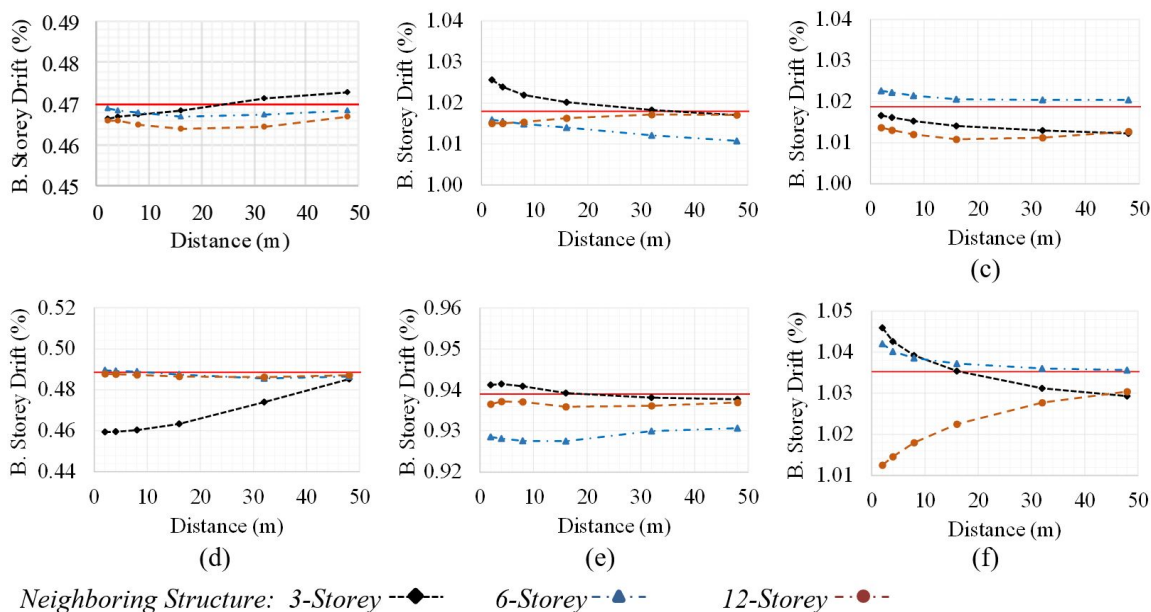 B. Storey Drift (%)
0.49
0.48
0.47
0.46
0.45
0 10 20 30 40 50
Distance (m)
B. Storey Drift (%)
1.04
1.03
1.02
1.01
1.00
0 10 20 30 40 50
Distance (m)
B. Storey Drift (%)
1.04
1.03
1.02
1.01
1.00
0 10 20 30 40 50
Distance (m)
(c)
B. Storey Drift (%)
0.52
0.50
0.48
0.46
0.44
0 10 20 30 40 50
Distance (m)
(d)
B. Storey Drift (%)
0.96
0.95
0.94
0.93
0.92
0 10 20 30 40 50
Distance (m)
(e)
B. Storey Drift (%)
1.05
1.04
1.03
1.02
1.01
0 10 20 30 40 50
Distance (m)
(f)
Neighboring Structure: 3-Storey 6-Storey 12-Storey